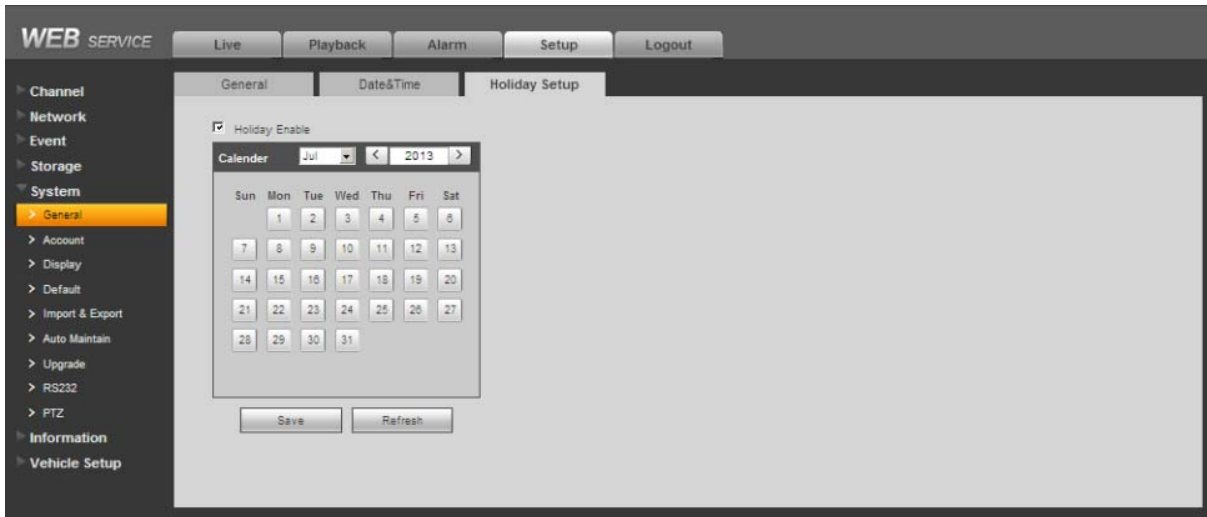 WEB SERVICE
Live Playback Alarm Setup Logout
General Date&Time Holiday Setup
Channel
Network
Event
Storage
System
> General
> Account
> Display
> Default
> Import & Export
> Auto Maintain
> Upgrade
> RS232
> PTZ
Information
Vehicle Setup
Holiday Enable
Calender Jul < 2013 >
Sun Mon Tue Wed Thu Fri Sat
1 2 3 4 5 6
7 8 9 10 11 12 13
14 15 16 17 18 19 20
21 22 23 24 25 26 27
28 29 30 31
Save Refresh